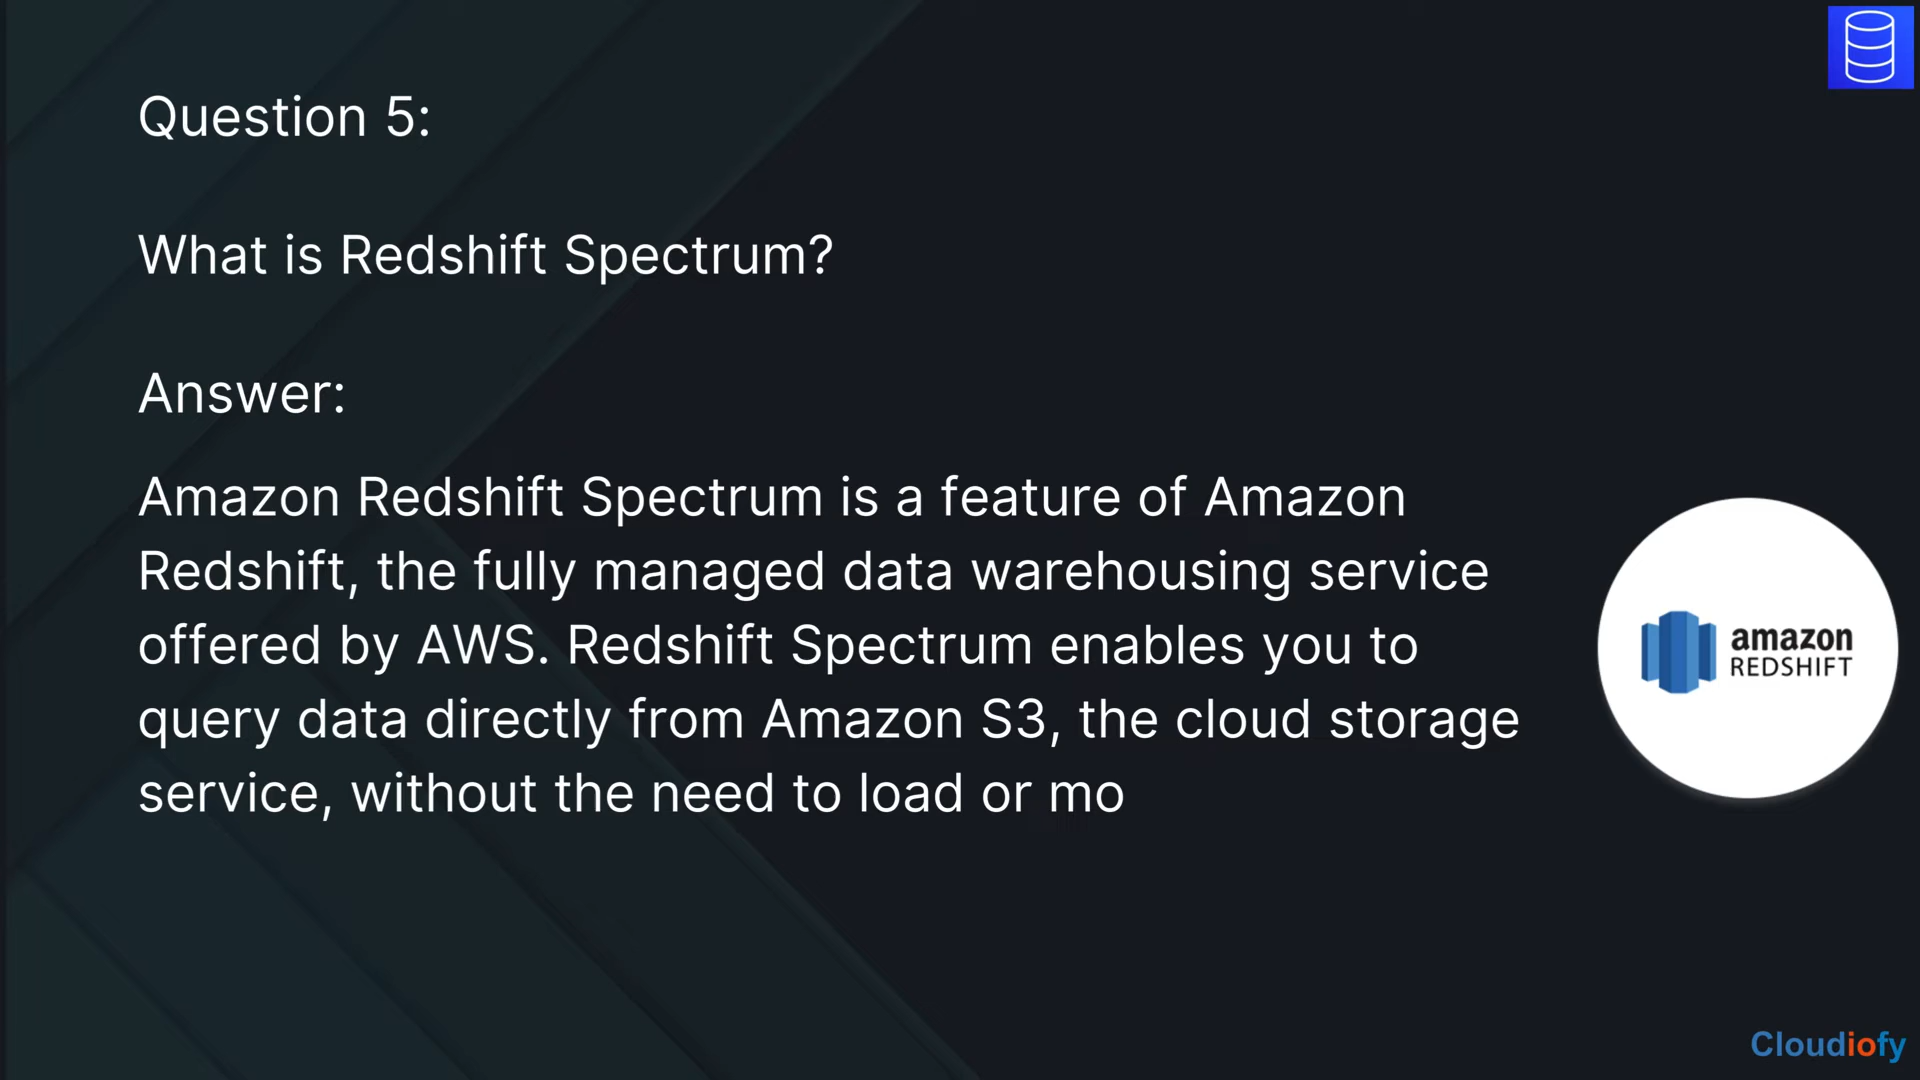 Question 5:
What is Redshift Spectrum?
Answer:
Amazon Redshift Spectrum is a feature of Amazon
Redshift, the fully managed data warehousing service
offered by AWS. Redshift Spectrum enables you to
query data directly from Amazon S3, the cloud storage
service, without the need to load or mo
amazon
REDSHIFT
Cloudiofy